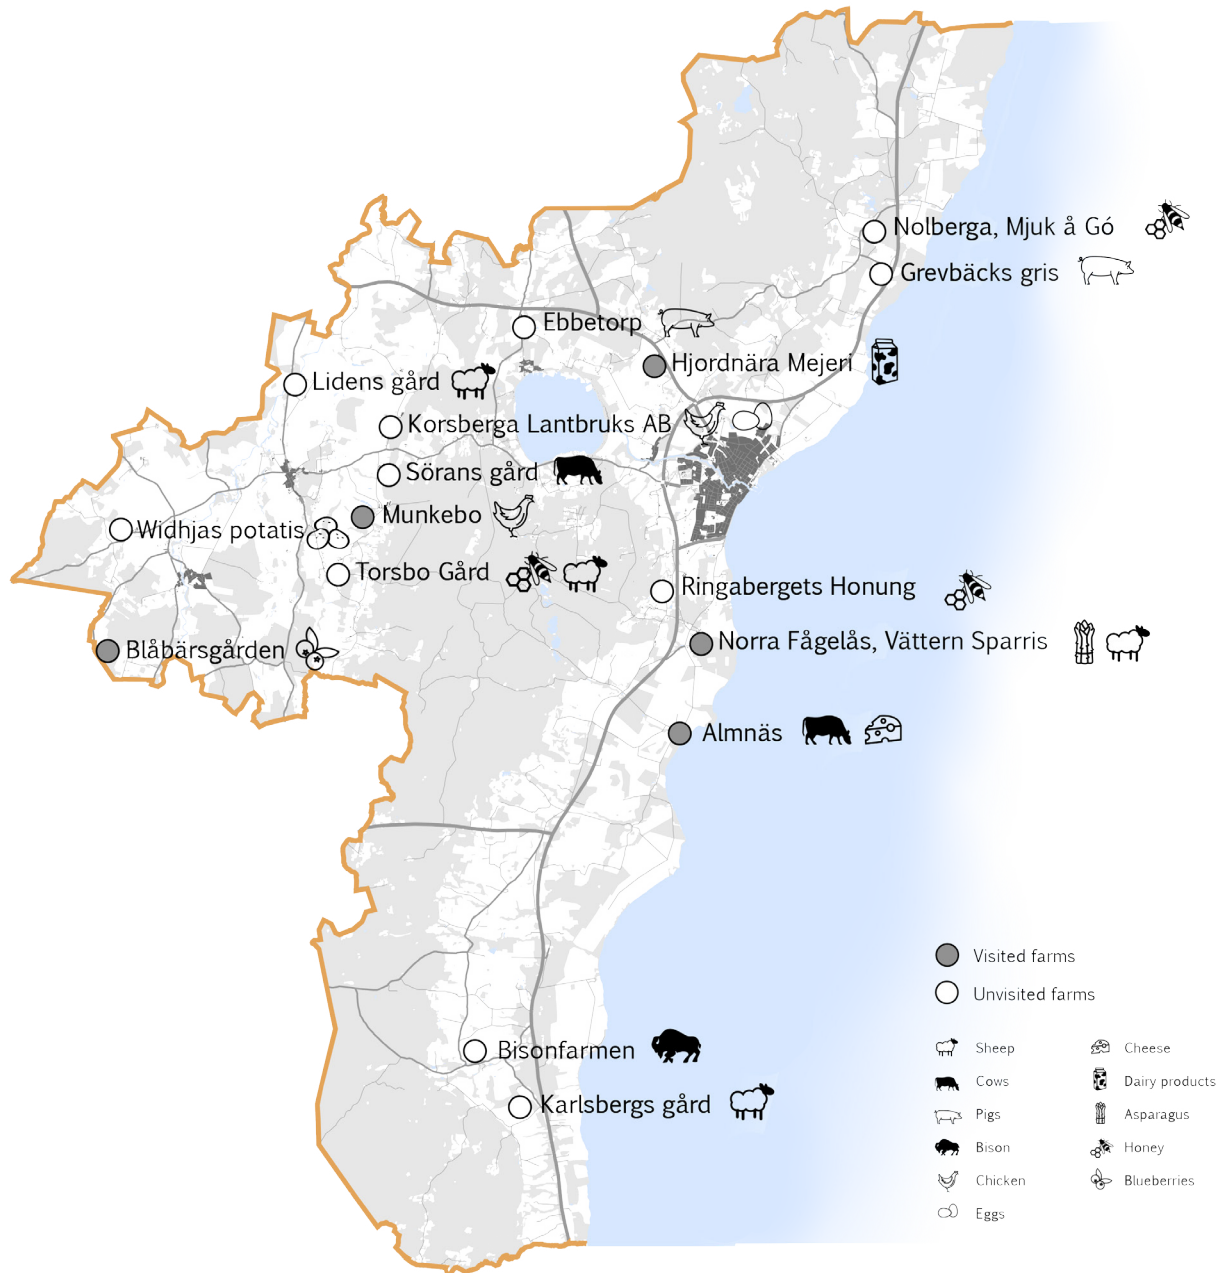 Nolberga, Mjuk å Gó
Grevbäcks gris
Ebbetorp
Hjordnära Mejeri
Lidens gård
Korsberga Lantbruks AB
Sörans gård
Munkebo
Widhjas potatis
Torsbo Gård
Ringabergets Honung
Norra Fågelås, Vättern Sparris
Blåbärsgården
Almnäs
Bisonfarmen
Karlsbergs gård
Visited farms
Unvisited farms
Sheep
Cows
Pigs
Bison
Chicken
Eggs
Cheese
Dairy products
Asparagus
Honey
Blueberries